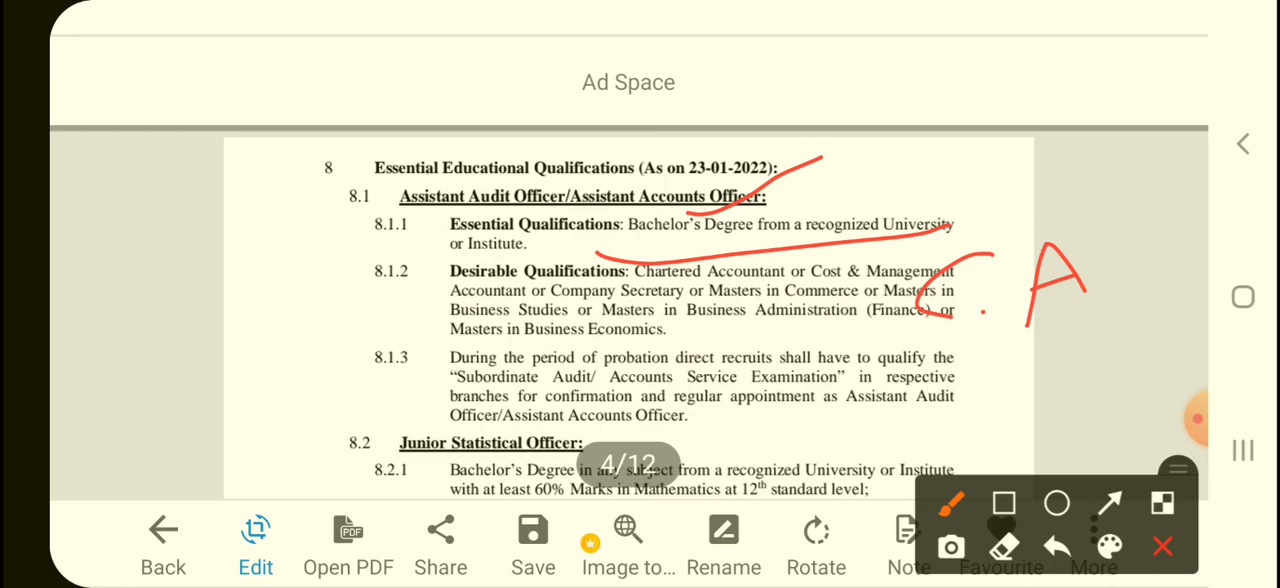 Ad Space
8 Essential Educational Qualifications (As on 23-01-2022):
8.1 Assistant Audit Officer/Assistant Accounts Officer:
8.1.1 Essential Qualifications: Bachelor's Degree from a recognized University
or Institute.
8.1.2 Desirable Qualifications: Chartered Accountant or Cost & Management
Accountant or Company Secretary or Masters in Commerce or Masters in
Business Studies or Masters in Business Administration (Finance) or
Masters in Business Economics.
C. A
8.1.3 During the period of probation direct recruits shall have to qualify the
“Subordinate Audit/ Accounts Service Examination” in respective
branches for confirmation and regular appointment as Assistant Audit
Officer/Assistant Accounts Officer.
8.2 Junior Statistical Officer:
4/12
8.2.1 Bachelor's Degree in any subject from a recognized University or Institute
with at least 60% Marks in Mathematics at 12th standard level;
PDF
Back Edit Open PDF Share Save Image to... Rename Rotate Note Favourite More